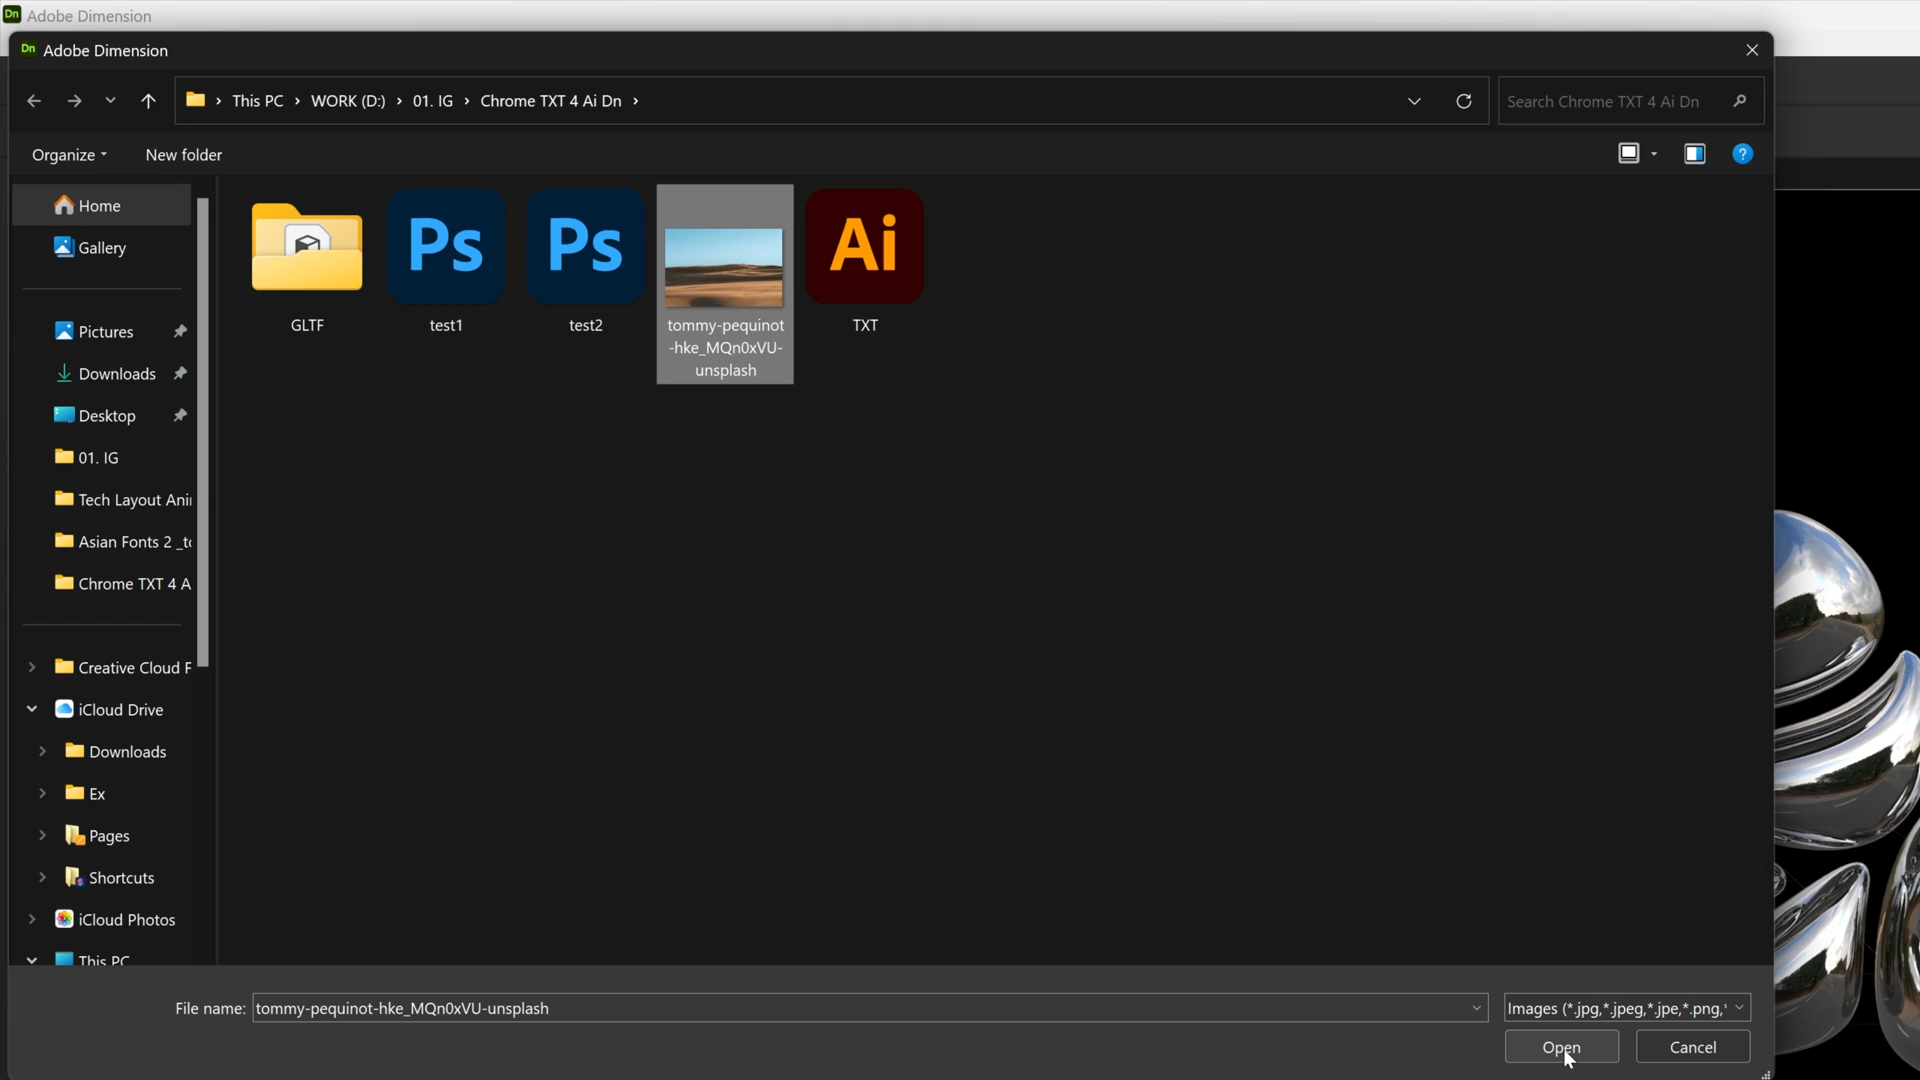 Dn Adobe Dimension
Dn Adobe Dimension
This PC > WORK (D:) > 01. IG > Chrome TXT 4 Ai Dn >
Search Chrome TXT 4 Ai Dn
Organize
New folder
?
Home
Gallery
Pictures
Downloads
Desktop
01. IG
Tech Layout Ani
Asian Fonts 2 _to
Chrome TXT 4 A
Creative Cloud F
iCloud Drive
Downloads
Ex
Pages
Shortcuts
iCloud Photos
This PC
GLTF
Ps
test1
Ps
test2
tommy-pequinot
-hke_MQn0xVU-
unsplash
Ai
TXT
File name: tommy-pequinot-hke_MQn0xVU-unsplash
Images (*.jpg,*.jpeg,*.jpe,*.png,*
Open
Cancel